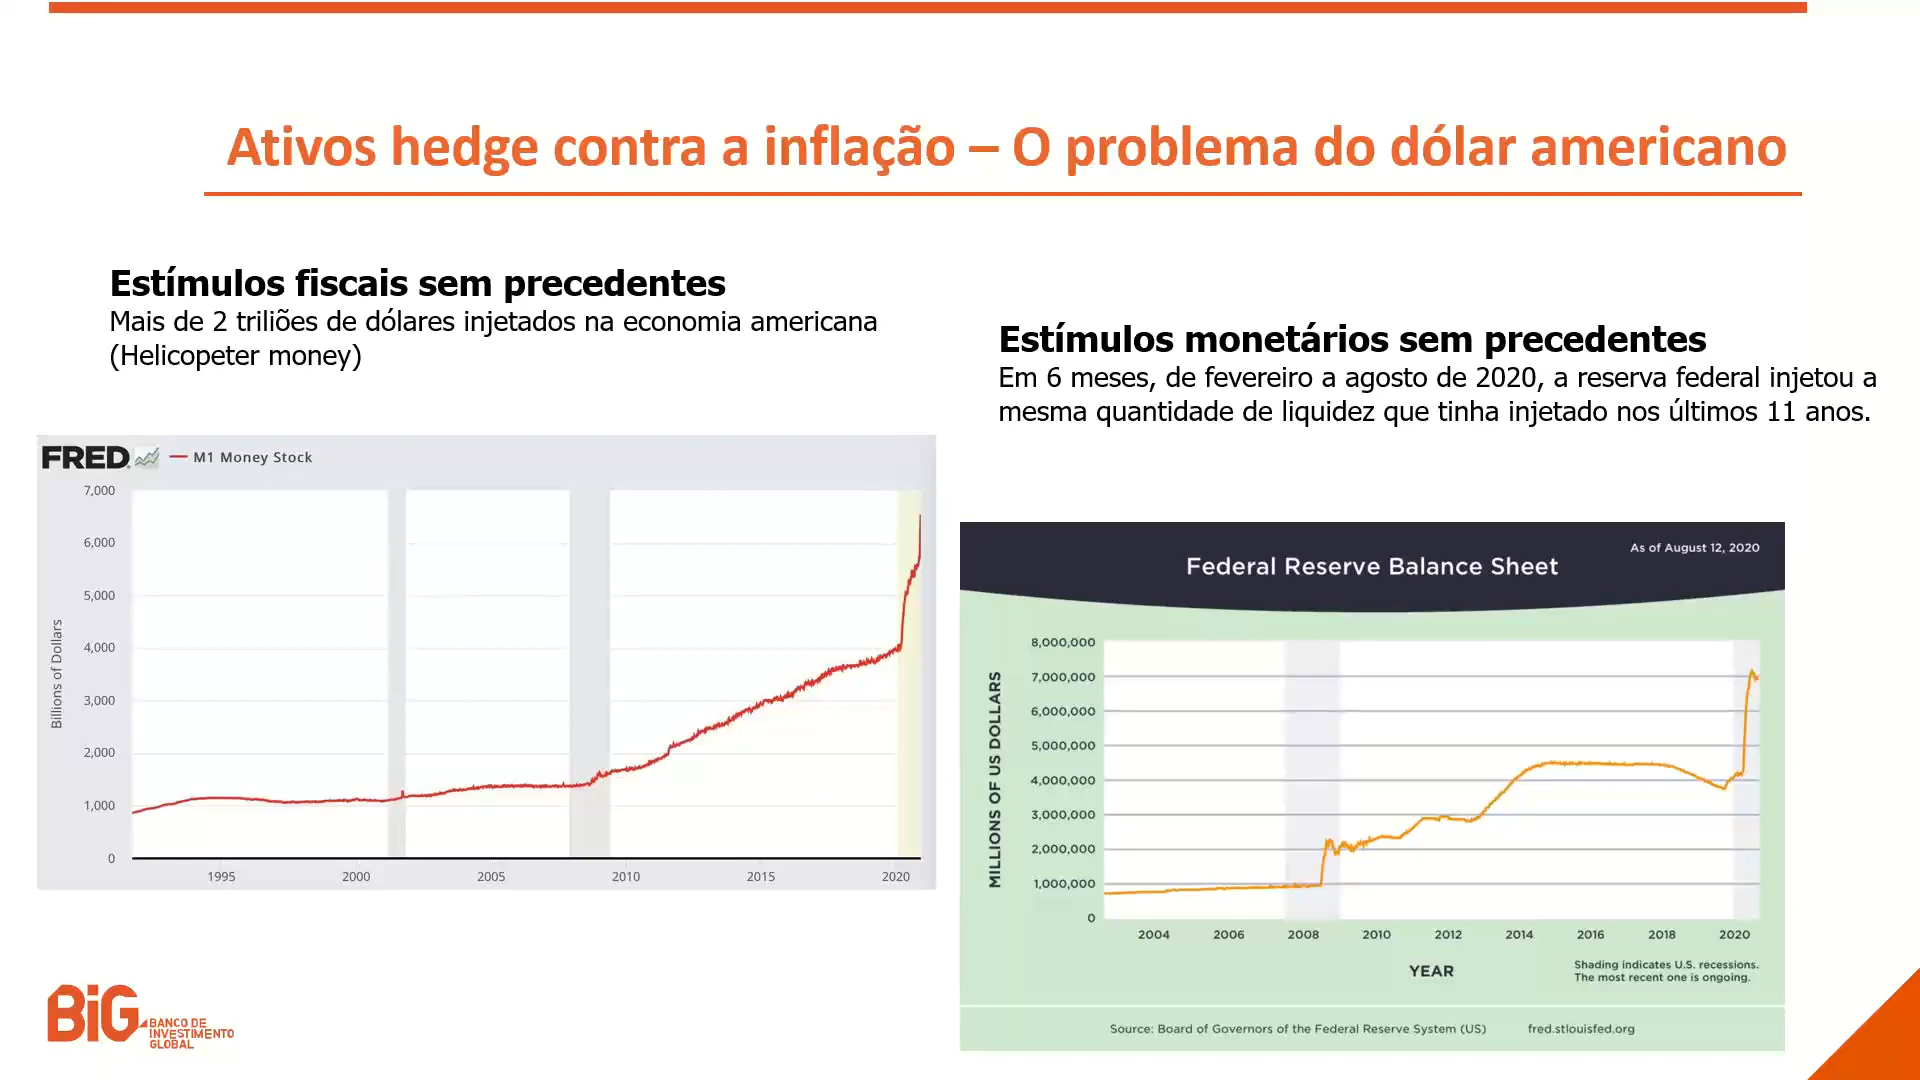 Ativos hedge contra a inflação – O problema do dólar americano
Estímulos fiscais sem precedentes
Mais de 2 triliões de dólares injetados na economia americana
(Helicopeter money)
Estímulos monetários sem precedentes
Em 6 meses, de fevereiro a agosto de 2020, a reserva federal injetou a
mesma quantidade de liquidez que tinha injetado nos últimos 11 anos.
FRED
M1 Money Stock
Billions of Dollars
7,000
6,000
5,000
4,000
3,000
2,000
1,000
0
1995 2000 2005 2010 2015 2020
As of August 12, 2020
Federal Reserve Balance Sheet
MILLIONS OF US DOLLARS
8,000,000
7,000,000
6,000,000
5,000,000
4,000,000
3,000,000
2,000,000
1,000,000
0
2004 2006 2008 2010 2012 2014 2016 2018 2020
YEAR
Shading indicates U.S. recessions.
The most recent one is ongoing.
Source: Board of Governors of the Federal Reserve System (US) fred.stlouisfed.org
BiG
BANCO DE
INVESTIMENTO
GLOBAL